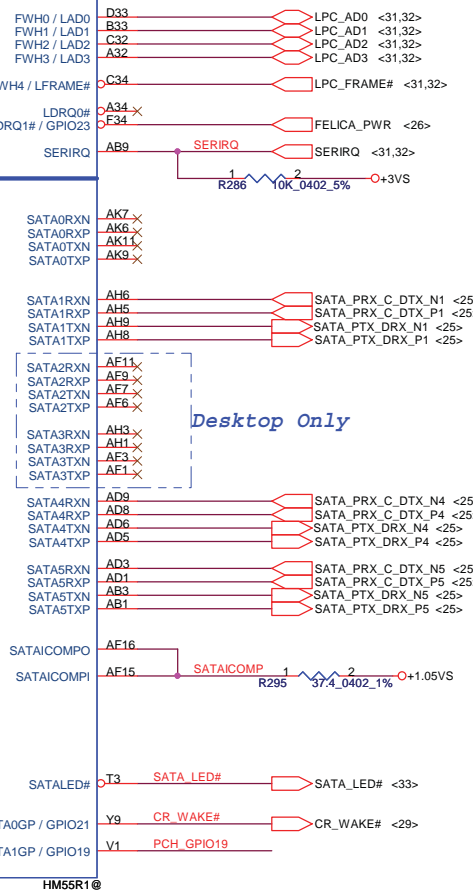 FWH0 / LAD0 D33 LPC_AD0 <31,32>
FWH1 / LAD1 B33 LPC_AD1 <31,32>
FWH2 / LAD2 C32 LPC_AD2 <31,32>
FWH3 / LAD3 A32 LPC_AD3 <31,32>
WH4 / LFRAME# C34 LPC_FRAME# <31,32>
LDRQ0# A34
DRQ1# / GPIO23 F34 FELICA_PWR <26>
SERIRQ AB9 SERIRQ SERIRQ <31,32>
1 2
R286 10K_0402_5% +3VS
SATA0RXN AK7
SATA0RXP AK6
SATA0TXN AK11
SATA0TXP AK9
SATA1RXN AH6 SATA_PRX_C_DTX_N1 <25
SATA1RXP AH5 SATA_PRX_C_DTX_P1 <25
SATA1TXN AH9 SATA_PTX_DRX_N1 <25>
SATA1TXP AH8 SATA_PTX_DRX_P1 <25>
SATA2RXN AF11
SATA2RXP AF9
SATA2TXN AF7
SATA2TXP AF6
Desktop Only
SATA3RXN AH3
SATA3RXP AH1
SATA3TXN AF3
SATA3TXP AF1
SATA4RXN AD9 SATA_PRX_C_DTX_N4 <25
SATA4RXP AD8 SATA_PRX_C_DTX_P4 <25
SATA4TXN AD6 SATA_PTX_DRX_N4 <25>
SATA4TXP AD5 SATA_PTX_DRX_P4 <25>
SATA5RXN AD3 SATA_PRX_C_DTX_N5 <25
SATA5RXP AD1 SATA_PRX_C_DTX_P5 <25
SATA5TXN AB3 SATA_PTX_DRX_N5 <25>
SATA5TXP AB1 SATA_PTX_DRX_P5 <25>
SATAICOMPO AF16
SATAICOMPI AF15 SATAICOMP 1 2 +1.05VS
R295 37.4_0402_1%
SATALED# T3 SATA_LED# SATA_LED# <33>
TA0GP / GPIO21 Y9 CR_WAKE# CR_WAKE# <29>
TA1GP / GPIO19 V1 PCH_GPIO19
HM55R1@